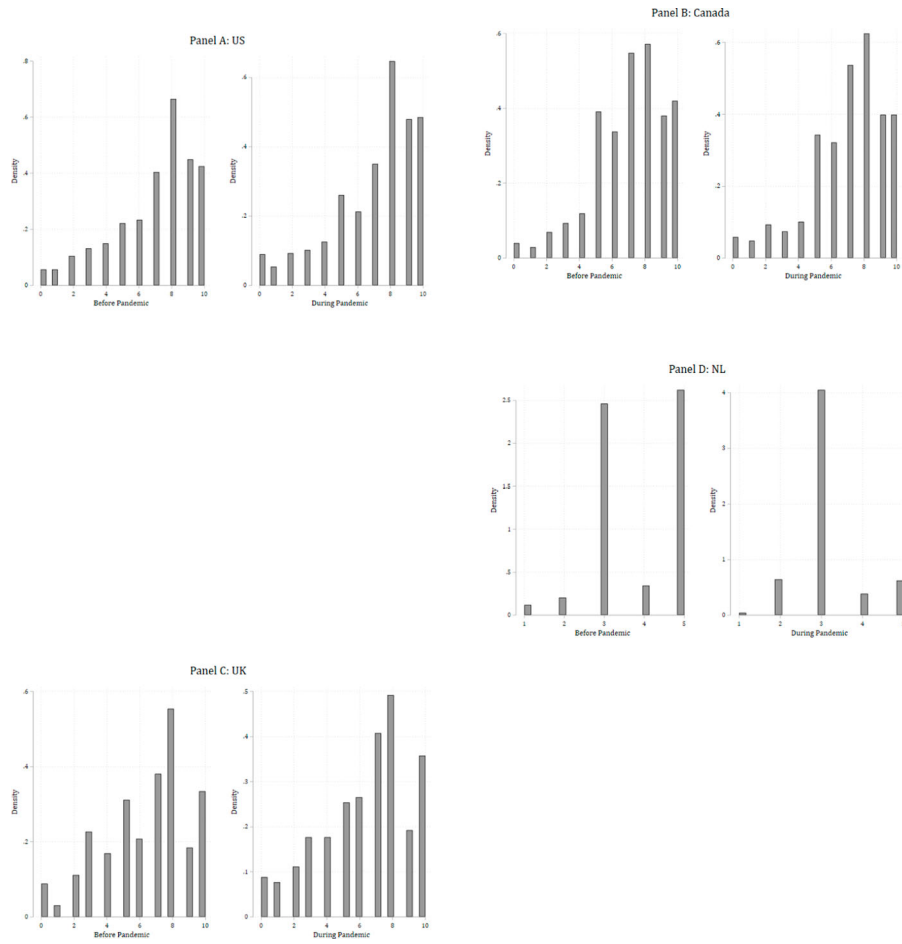 Panel A: US
.8
.6
.4
.2
0
Density
0 2 4 6 8 10
Before Pandemic
.6
.4
.2
0
Density
0 2 4 6 8 10
During Pandemic
Panel B: Canada
.6
.4
.2
0
Density
0 2 4 6 8 10
Before Pandemic
.6
.4
.2
0
Density
0 2 4 6 8 10
During Pandemic
Panel D: NL
2.5
2
1.5
1
.5
0
Density
1 2 3 4 5
Before Pandemic
4
3
2
1
0
Density
1 2 3 4
During Pandemic
Panel C: UK
.6
.4
.2
0
Density
0 2 4 6 8 10
Before Pandemic
.5
.4
.3
.2
.1
0
Density
0 2 4 6 8 10
During Pandemic